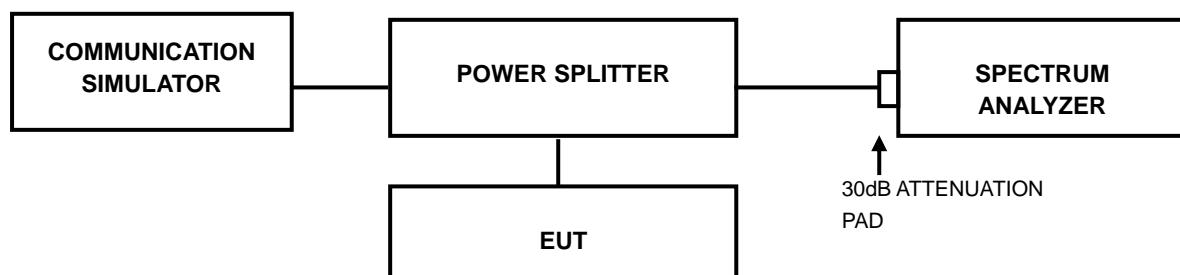 COMMUNICATION
SIMULATOR
POWER SPLITTER
SPECTRUM
ANALYZER
30dB ATTENUATION
PAD
EUT